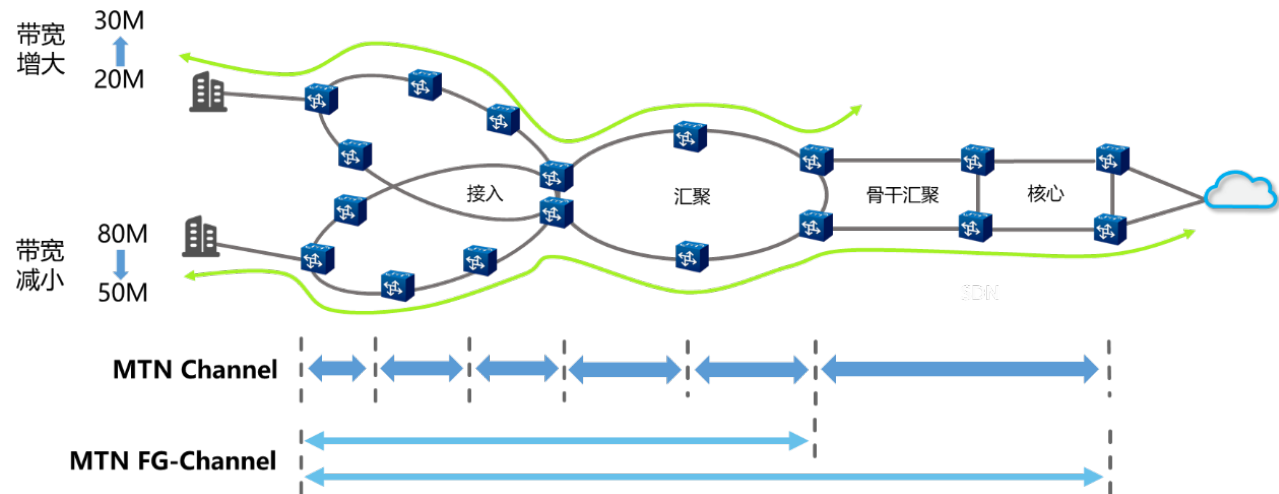 带宽
增大
30M
20M
接入
汇聚
骨干汇聚
核心
带宽
减小
80M
50M
MTN Channel
MTN FG-Channel